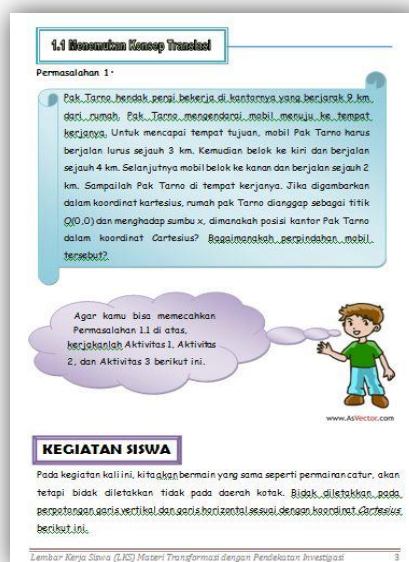 1.1 Menemukan Konsep Translasi
Permasalahan 1.
Pak Tarno hendak pergi bekerja di kantornya yang berjarak 9 km
dari rumah. Pak Tarno mengendarai mobil menuju ke tempat
kerjanya. Untuk mencapai tempat tujuan, mobil Pak Tarno harus
berjalan lurus sejauh 3 km. Kemudian belok ke kiri dan berjalan
sejauh 4 km. Selanjutnya mobil belok ke kanan dan berjalan sejauh 2
km. Sampailah Pak Tarno di tempat kerjanya. Jika digambarkan
dalam koordinat kartesius, rumah pak Tarno dianggap sebagai titik
O(0,0) dan menghadap sumbu x, dimanakah posisi kantor Pak Tarno
dalam koordinat Cartesius? Bagaimanakah perpindahan mobil
tersebut?
Agar kamu bisa memecahkan
Permasalahan 1.1 di atas,
kerjakanlah Aktivitas 1, Aktivitas
2, dan Aktivitas 3 berikut ini.
www.AsVector.com
KEGIATAN SISWA
Pada kegiatan kali ini, kita akan bermain yang sama seperti permainan catur, akan
tetapi bidak diletakkan tidak pada daerah kotak. Bidak diletakkan pada
perpotongan garis vertikal dan garis horizontal sesuai dengan koordinat Cartesius
berikut ini.
Lembar Kerja Siswa (LKS) Materi Transformasi dengan Pendekatan Investigasi 3